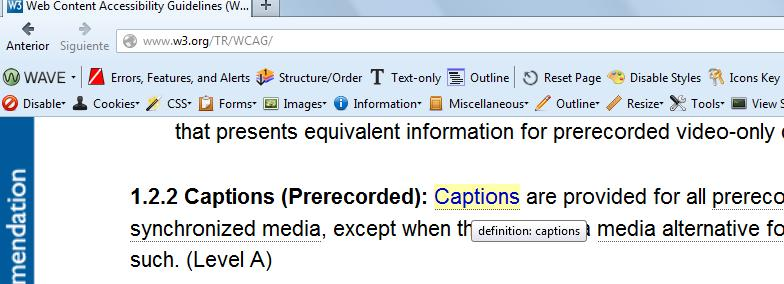 W3 Web Content Accessibility Guidelines (W... +
Anterior Siguiente www.w3.org/TR/WCAG/
WAVE Errors, Features, and Alerts Structure/Order T Text-only Outline Reset Page Disable Styles Icons Key
Disable Cookies CSS Forms Images Information Miscellaneous Outline Resize Tools View S
that presents equivalent information for prerecorded video-only
mendation
1.2.2 Captions (Prerecorded): Captions are provided for all prereco
synchronized media, except when th definition: captions a media alternative fo
such. (Level A)